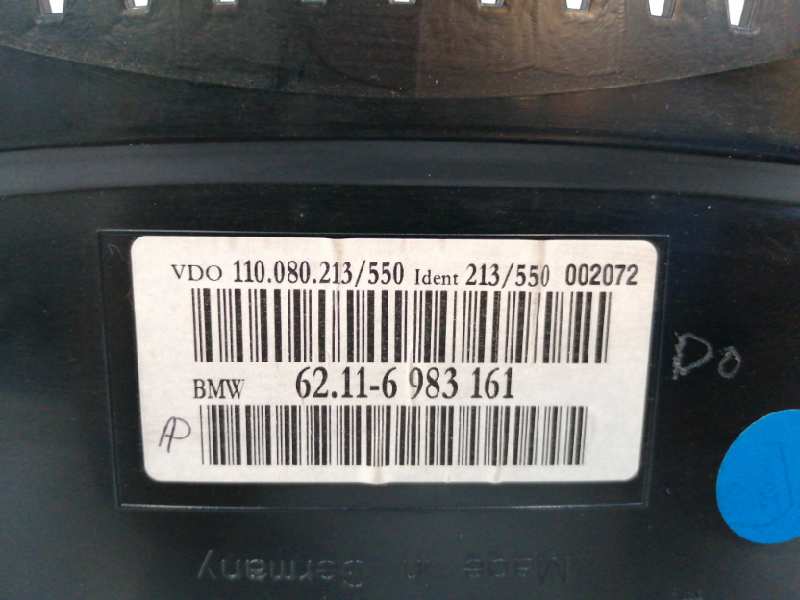 VDO 110.080.213/550 Ident 213/550 002072
BMW 62.11-6 983 161
AP
DO
Made in Germany